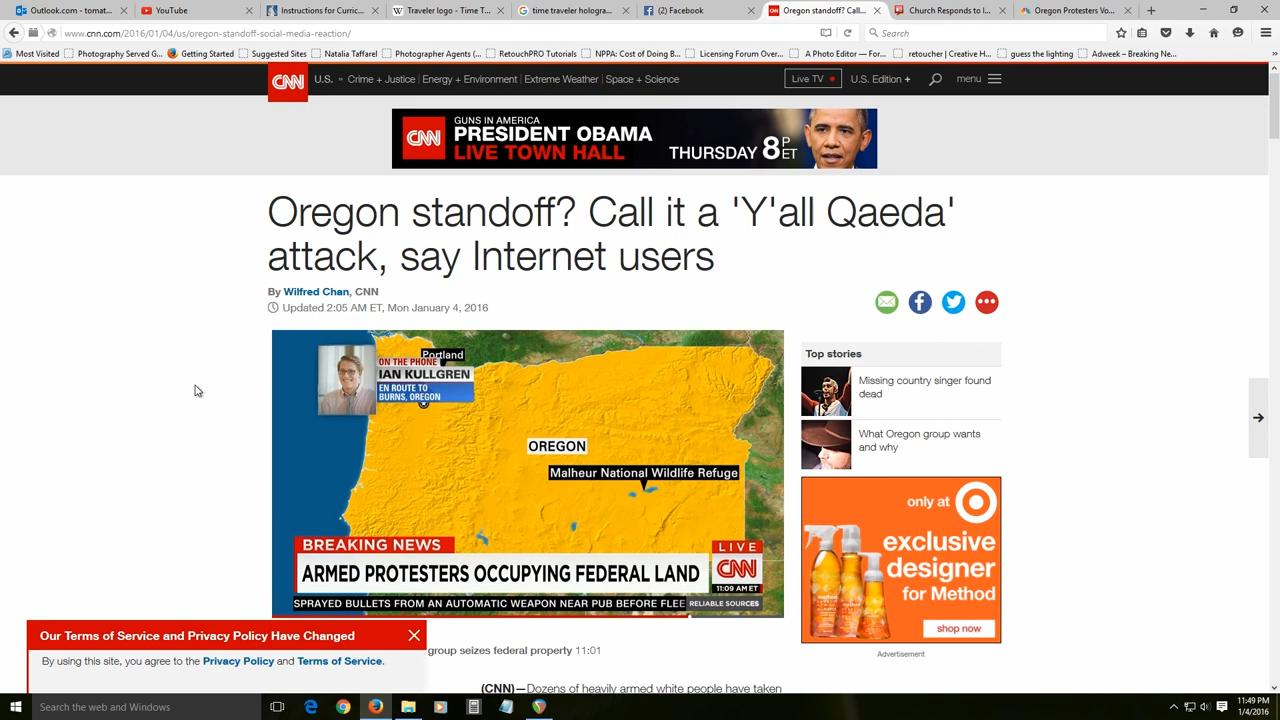 Outlook.com - tomat...
YouTube
Instructions for Curric...
Traveler logo - Time T...
time traveler hologra...
Facebook
Oregon standoff? Call...
Church Responds to I...
Oregon Protesters Vo...
www.cnn.com/2016/01/04/us/oregon-standoff-social-media-reaction/
Search
Most Visited
Photography Served G...
Getting Started
Suggested Sites
Natalia Taffarel
Photographer Agents (...
RetouchPRO Tutorials
NPPA: Cost of Doing B...
Licensing Forum Over...
A Photo Editor — For...
retoucher | Creative H...
guess the lighting
Adweek – Breaking Ne...
CNN
U.S. » Crime + Justice | Energy + Environment | Extreme Weather | Space + Science
Live TV
U.S. Edition +
menu
CNN
GUNS IN AMERICA
PRESIDENT OBAMA
LIVE TOWN HALL
THURSDAY 8 P ET
Oregon standoff? Call it a 'Y'all Qaeda'
attack, say Internet users
By Wilfred Chan, CNN
Updated 2:05 AM ET, Mon January 4, 2016
Portland
ON THE PHONE
IAN KULLGREN
EN ROUTE TO
BURNS, OREGON
OREGON
Malheur National Wildlife Refuge
BREAKING NEWS
ARMED PROTESTERS OCCUPYING FEDERAL LAND
LIVE
CNN
11:09 AM ET
SPRAYED BULLETS FROM AN AUTOMATIC WEAPON NEAR PUB BEFORE FLEE
RELIABLE SOURCES
Top stories
Missing country singer found
dead
What Oregon group wants
and why
only at
exclusive
designer
for Method
shop now
Advertisement
Our Terms of Service and Privacy Policy Have Changed
By using this site, you agree to the Privacy Policy and Terms of Service.
group seizes federal property 11:01
(CNN)—Dozens of heavily armed white people have taken
Search the web and Windows
11:49 PM
1/4/2016